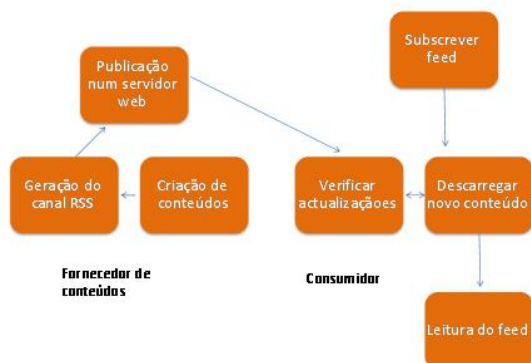 Publicação
num servidor
web
Subscrever
feed
Geração do
canal RSS
Criação de
conteúdos
Verificar
actualizaçãoes
Descarregar
novo conteúdo
Fornecedor de
conteúdos
Consumidor
Leitura do feed